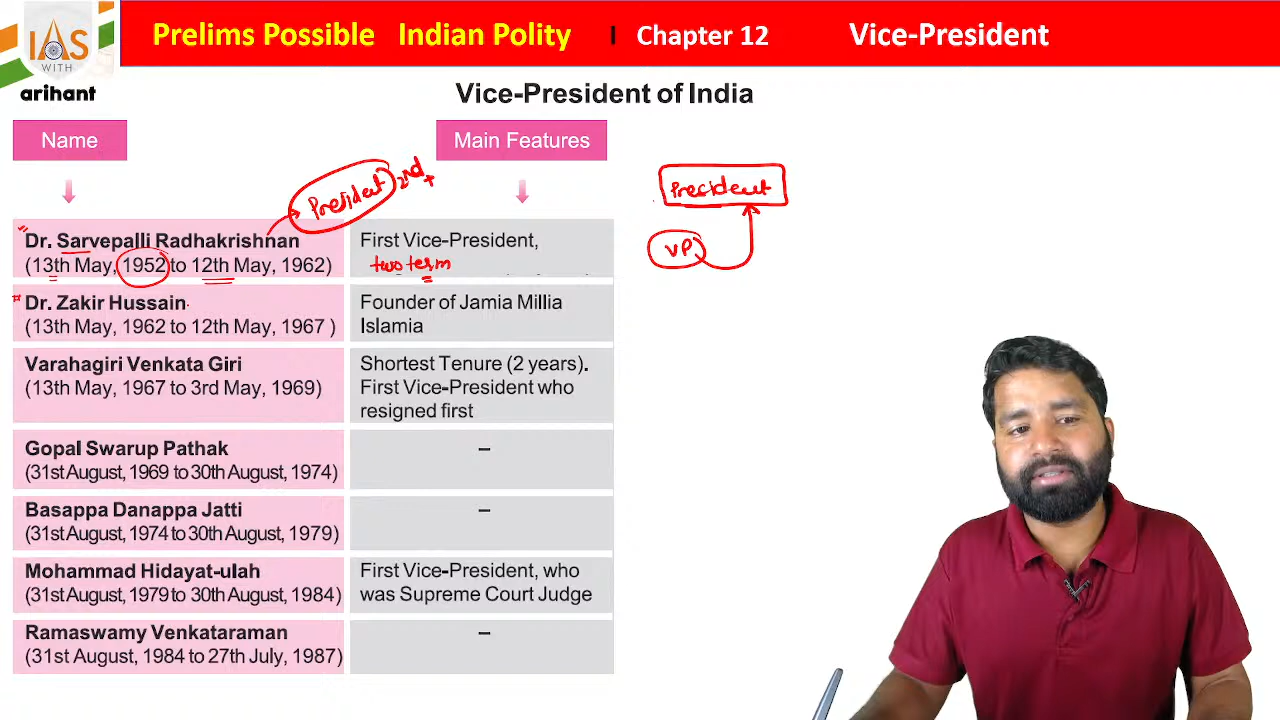 IAS
WITH
arihant
Prelims Possible Indian Polity | Chapter 12 Vice-President
Vice-President of India
Name
Main Features
President 2nd
President
VP
Dr. Sarvepalli Radhakrishnan
(13th May, 1952 to 12th May, 1962)
First Vice-President,
two term
Dr. Zakir Hussain
(13th May, 1962 to 12th May, 1967 )
Founder of Jamia Millia
Islamia
Varahagiri Venkata Giri
(13th May, 1967 to 3rd May, 1969)
Shortest Tenure (2 years).
First Vice-President who
resigned first
Gopal Swarup Pathak
(31st August, 1969 to 30th August, 1974)
–
Basappa Danappa Jatti
(31st August, 1974 to 30th August, 1979)
–
Mohammad Hidayat-ulah
(31st August, 1979 to 30th August, 1984)
First Vice-President, who
was Supreme Court Judge
Ramaswamy Venkataraman
(31st August, 1984 to 27th July, 1987)
–